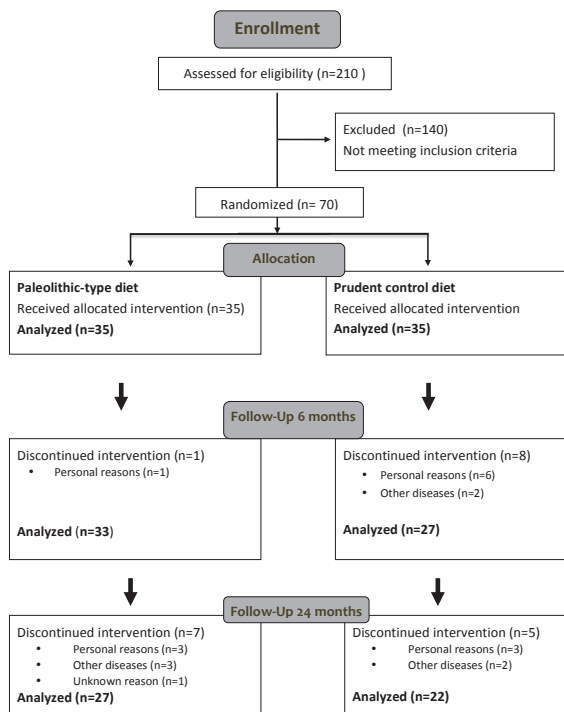 Enrollment
Assessed for eligibility (n=210 )
Excluded (n=140)
Not meeting inclusion criteria
Randomized (n= 70)
Allocation
Paleolithic-type diet
Received allocated intervention (n=35)
Analyzed (n=35)
Prudent control diet
Received allocated intervention
Analyzed (n=35)
Follow-Up 6 months
Discontinued intervention (n=1)
• Personal reasons (n=1)
Analyzed (n=33)
Discontinued intervention (n=8)
• Personal reasons (n=6)
• Other diseases (n=2)
Analyzed (n=27)
Follow-Up 24 months
Discontinued intervention (n=7)
• Personal reasons (n=3)
• Other diseases (n=3)
• Unknown reason (n=1)
Analyzed (n=27)
Discontinued intervention (n=5)
• Personal reasons (n=3)
• Other diseases (n=2)
Analyzed (n=22)